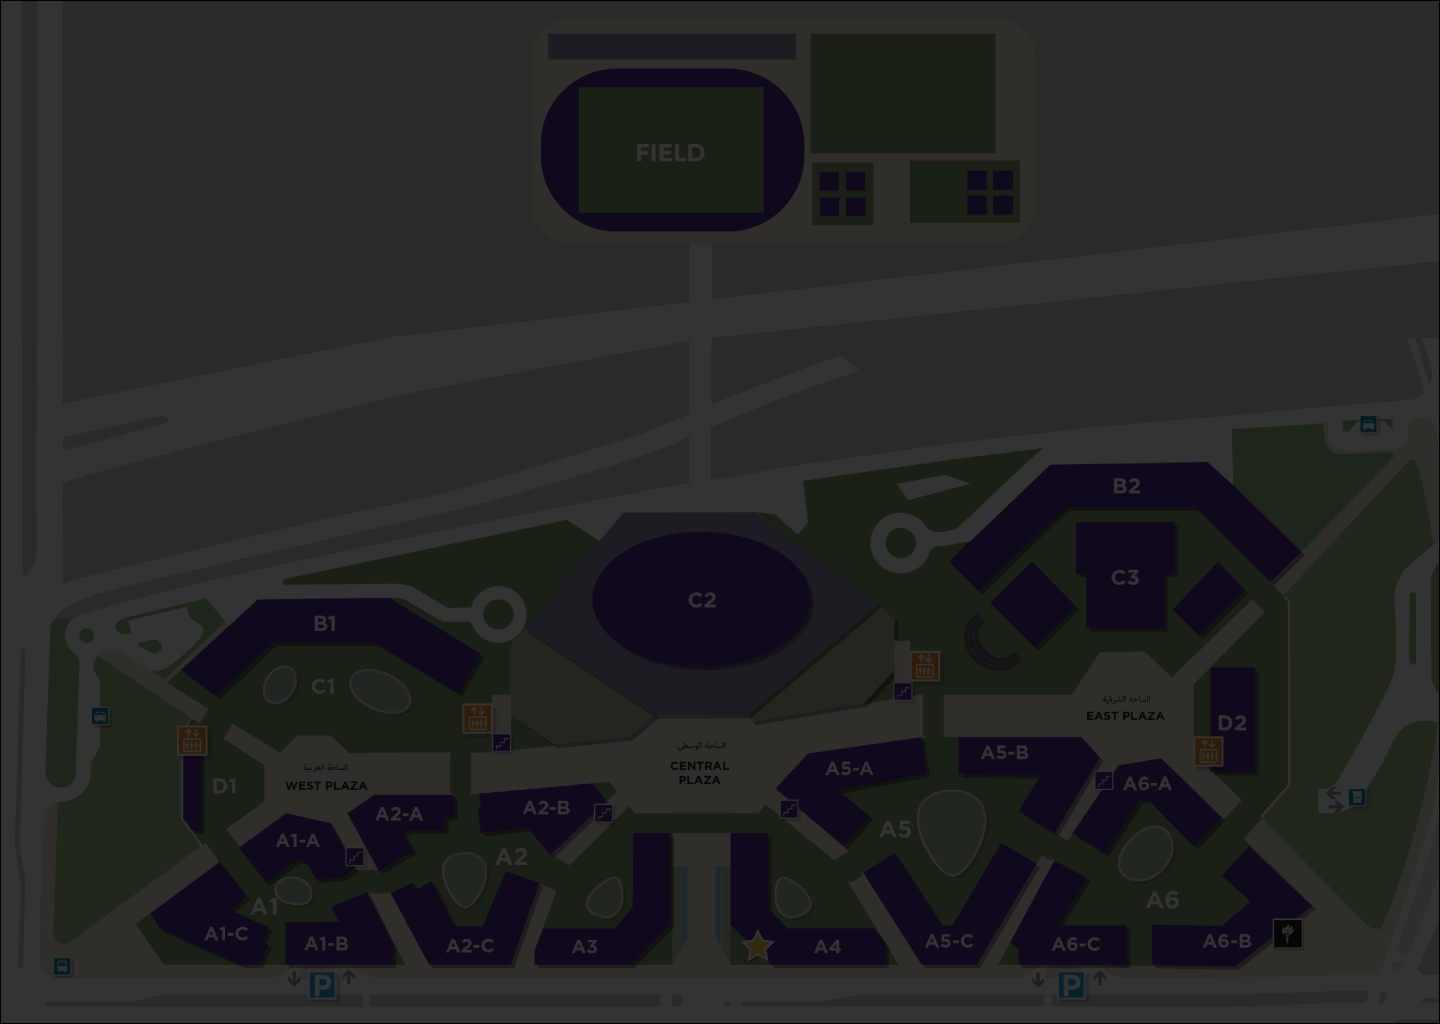 FIELD
B2
C3
C2
B1
C1
الساحة الشرقية
EAST PLAZA
D2
الساحة الوسطى
CENTRAL
PLAZA
A5-B
A5-A
A6-A
الساحة الغربية
WEST PLAZA
D1
A2-A
A2-B
A1-A
A5
A2
A1
A6
A1-C
A1-B
A2-C
A3
A4
A5-C
A6-C
A6-B
P
P